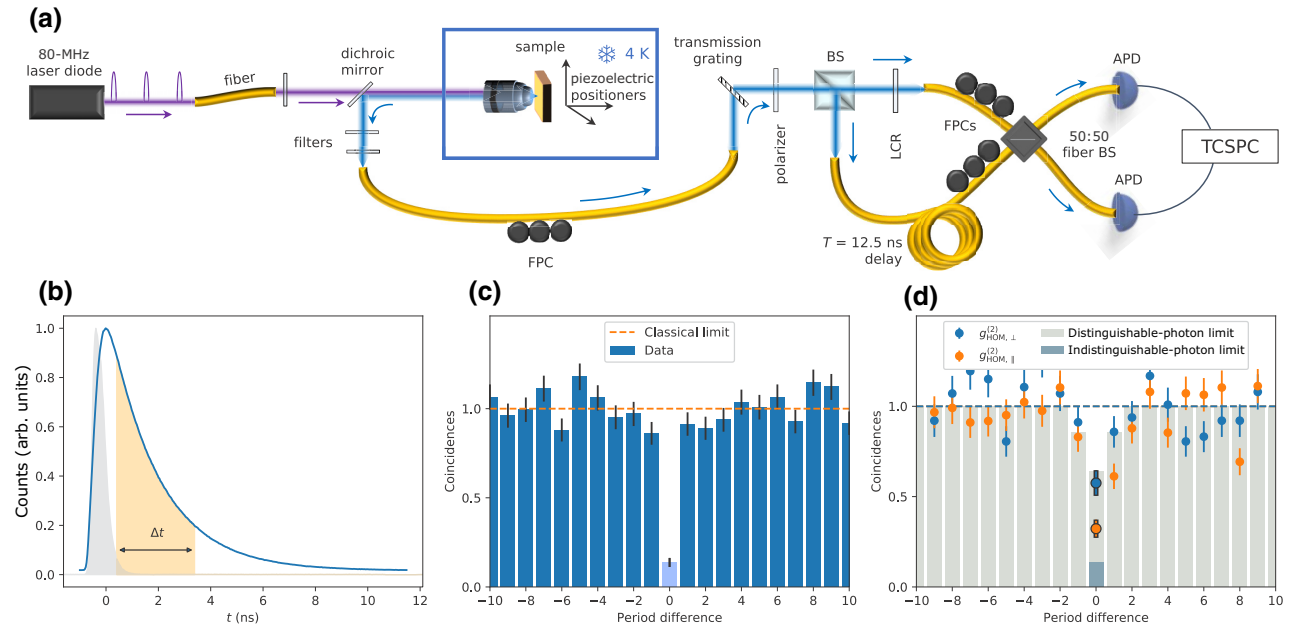 (a)
80-MHz
laser diode
fiber
dichroic
mirror
filters
FPC
sample
4 K
piezoelectric
positioners
transmission
grating
polarizer
BS
LCR
FPCs
T = 12.5 ns
delay
50:50
fiber BS
APD
APD
TCSPC
(b)
Counts (arb. units)
1.0
0.8
0.6
0.4
0.2
0.0
Δt
0 2 4 6 8 10 12
t (ns)
(c)
Coincidences
1.0
0.5
0.0
Classical limit
Data
−10 −8 −6 −4 −2 0 2 4 6 8 10
Period difference
(d)
Coincidences
1.0
0.5
0.0
g(2)HOM, ⊥
g(2)HOM, ∥
Distinguishable-photon limit
Indistinguishable-photon limit
−10 −8 −6 −4 −2 0 2 4 6 8 10
Period difference